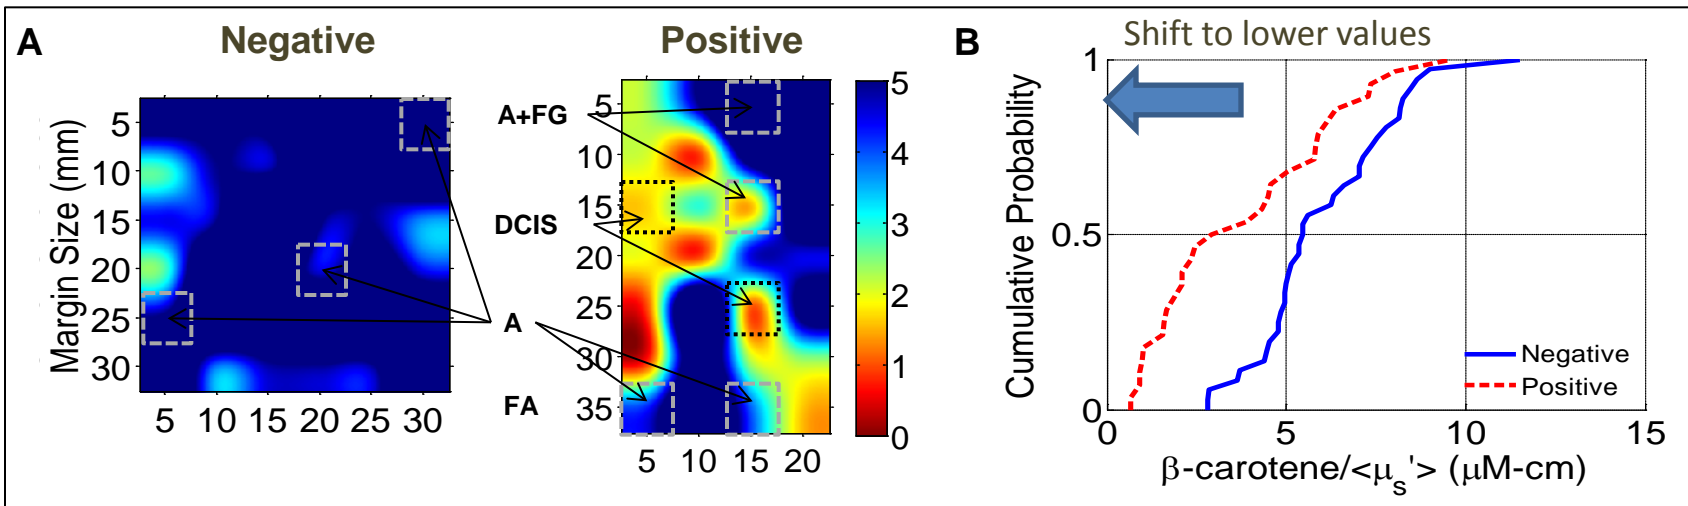 A
Negative
Positive
B
Shift to lower values
Margin Size (mm)
5
10
15
20
25
30
5 10 15 20 25 30
A+FG
DCIS
A
FA
5
10
15
20
25
30
35
5 10 15 20
5
4
3
2
1
0
Cumulative Probability
1
0.5
0
0 5 10 15
Negative
Positive
β-carotene/<μs'> (μM-cm)